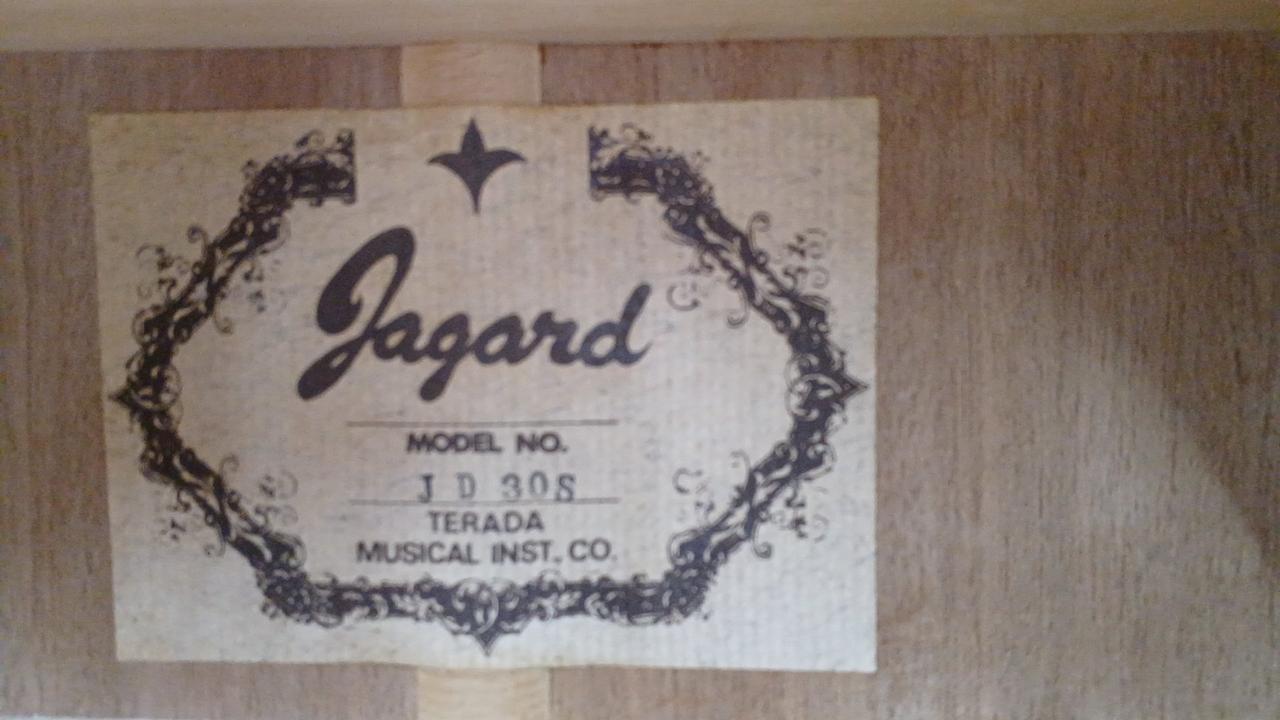 Jagard
MODEL NO.
J D 30S
TERADA
MUSICAL INST. CO.